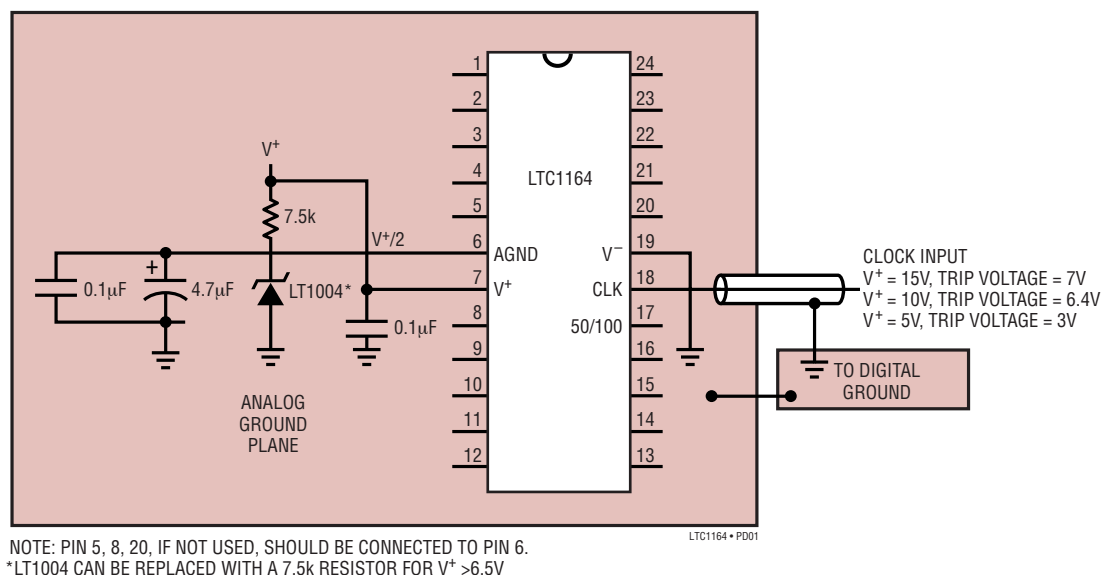 1
2
3
4
5
6
7
8
9
10
11
12
24
23
22
21
20
19
18
17
16
15
14
13
LTC1164
AGND
V+
V–
CLK
50/100
V+
7.5k
V+/2
0.1µF
4.7µF
+
LT1004*
0.1µF
ANALOG
GROUND
PLANE
CLOCK INPUT
V+ = 15V, TRIP VOLTAGE = 7V
V+ = 10V, TRIP VOLTAGE = 6.4V
V+ = 5V, TRIP VOLTAGE = 3V
TO DIGITAL
GROUND
LTC1164 • PD01
NOTE: PIN 5, 8, 20, IF NOT USED, SHOULD BE CONNECTED TO PIN 6.
*LT1004 CAN BE REPLACED WITH A 7.5k RESISTOR FOR V+ >6.5V